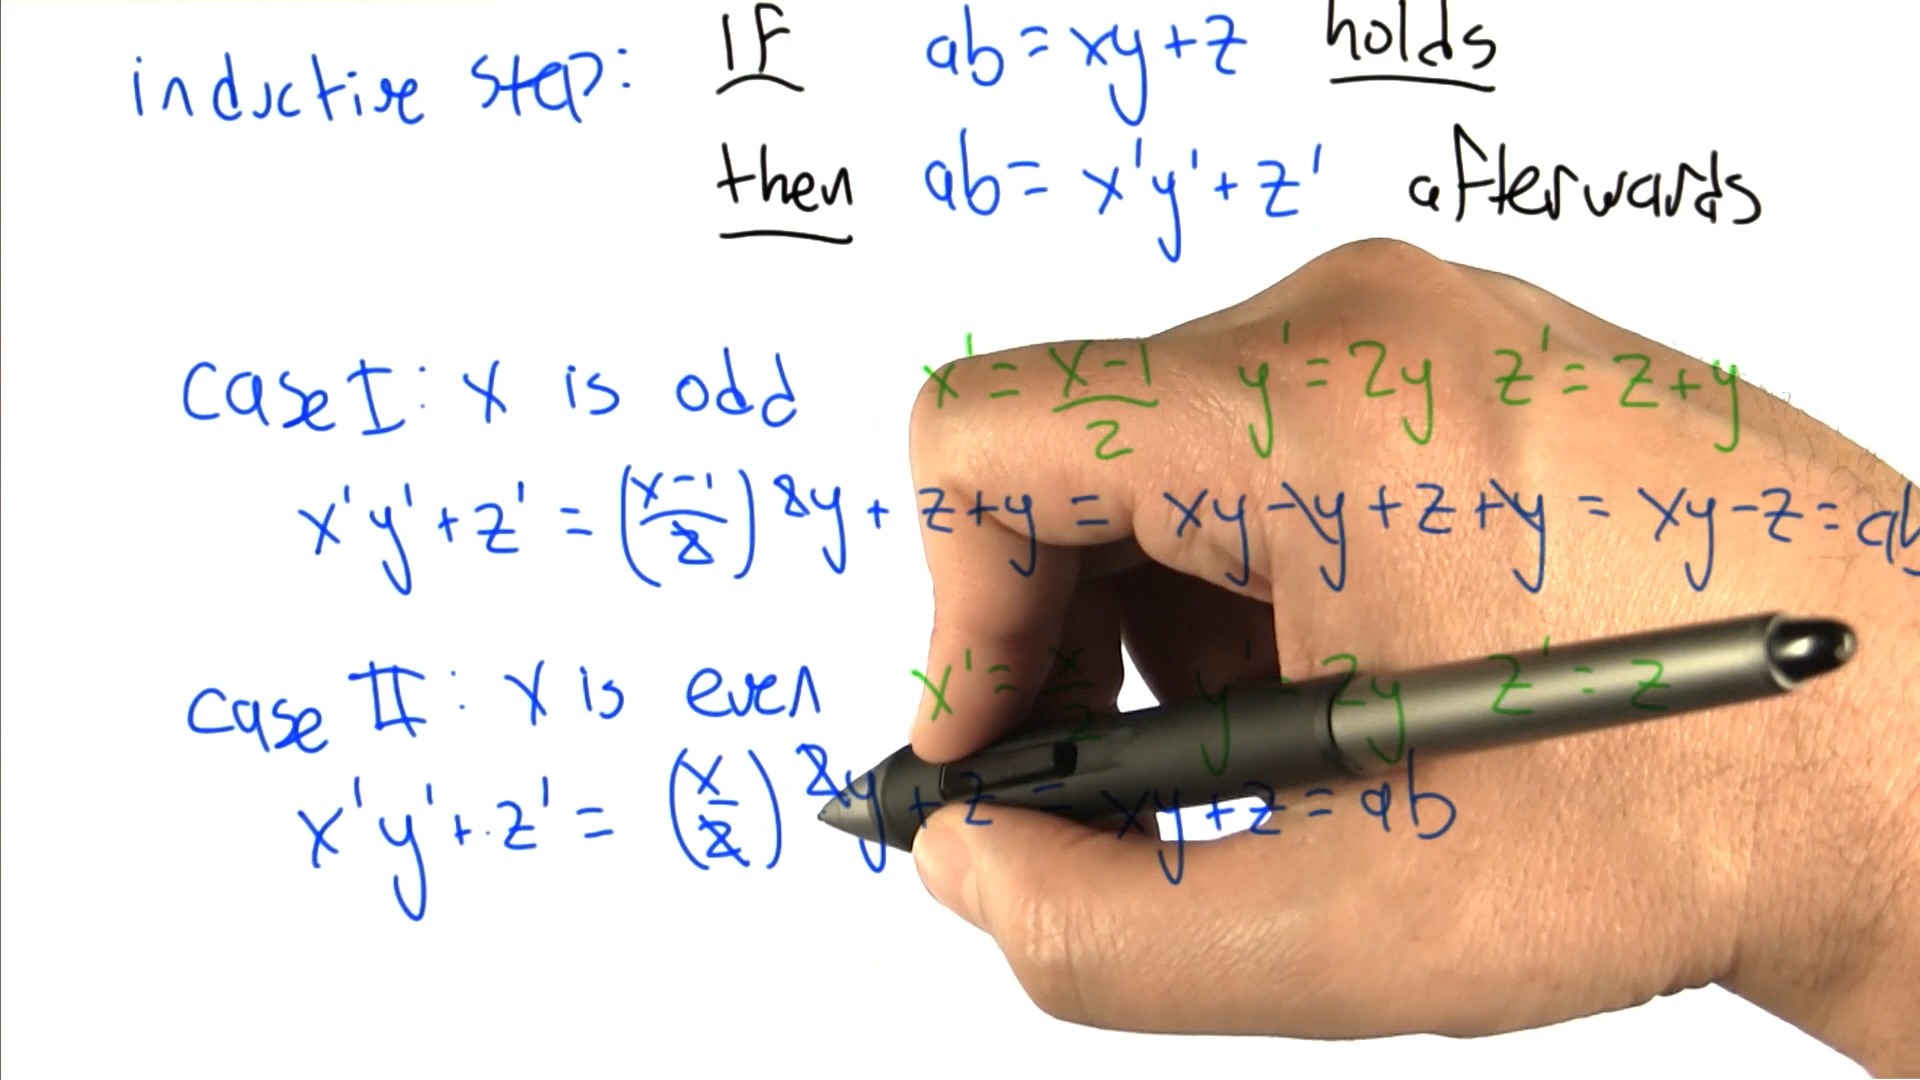 inductive step: IF ab = xy + z holds
then ab = x'y' + z' afterwards
case I: x is odd x' = (x-1)/2 y' = 2y z' = z + y
x'y' + z' = ((x-1)/2) 2y + z + y = xy - y + z + y = xy - z = ab
case II: x is even x' = x/2 y' = 2y z' = z
x'y' + z' = (x/2) 2y + z = xy + z = ab